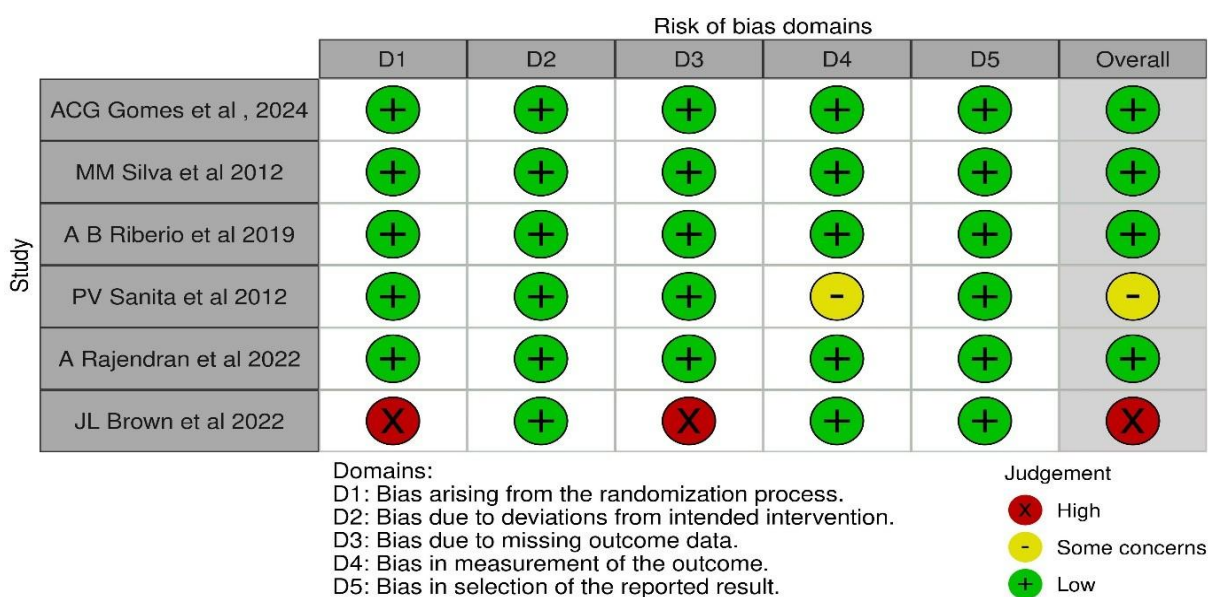 Risk of bias domains
D1 D2 D3 D4 D5 Overall
Study
ACG Gomes et al , 2024 + + + + + +
MM Silva et al 2012 + + + + + +
A B Riberio et al 2019 + + + + + +
PV Sanita et al 2012 + + + - + -
A Rajendran et al 2022 + + + + + +
JL Brown et al 2022 X + X + + X
Domains:
D1: Bias arising from the randomization process.
D2: Bias due to deviations from intended intervention.
D3: Bias due to missing outcome data.
D4: Bias in measurement of the outcome.
D5: Bias in selection of the reported result.
Judgement
X High
- Some concerns
+ Low